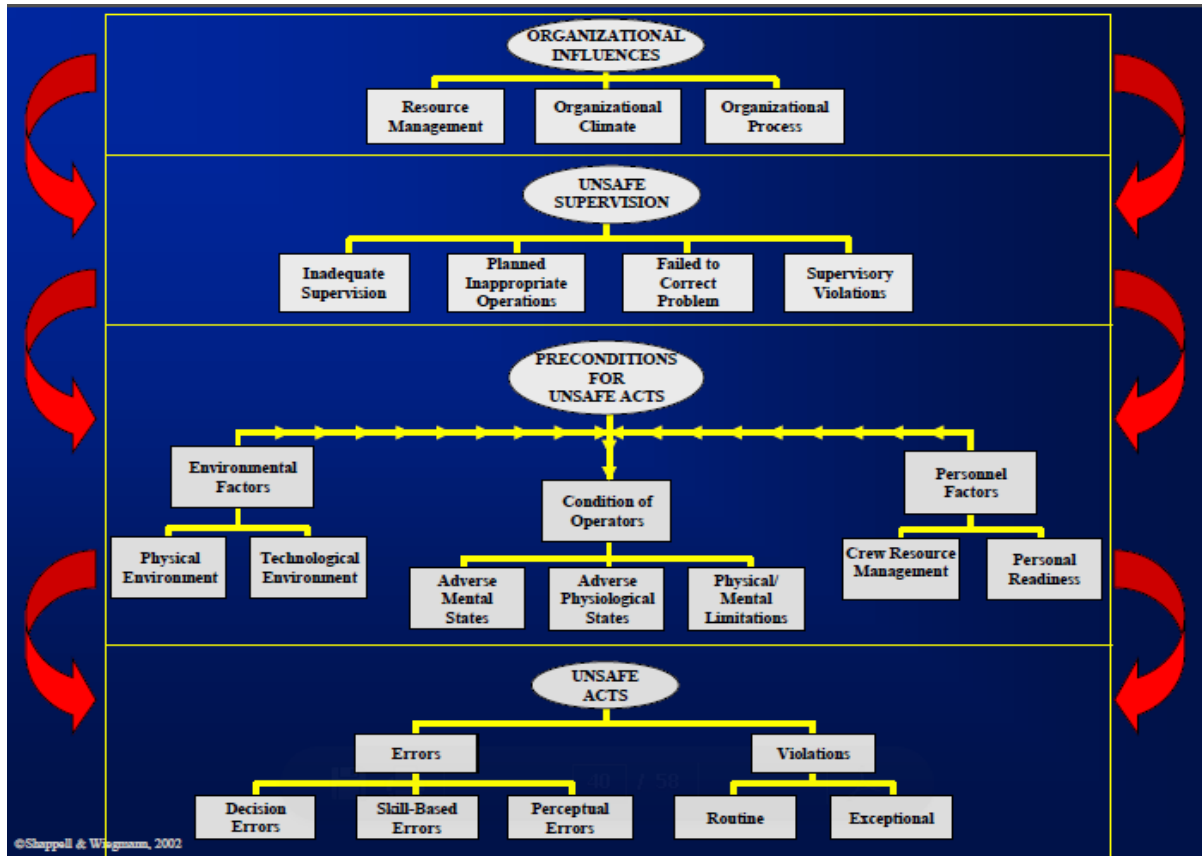 ORGANIZATIONAL
INFLUENCES
Resource
Management
Organizational
Climate
Organizational
Process
UNSAFE
SUPERVISION
Inadequate
Supervision
Planned
Inappropriate
Operations
Failed to
Correct
Problem
Supervisory
Violations
PRECONDITIONS
FOR
UNSAFE ACTS
Environmental
Factors
Condition of
Operators
Personnel
Factors
Physical
Environment
Technological
Environment
Adverse
Mental
States
Adverse
Physiological
States
Physical/
Mental
Limitations
Crew Resource
Management
Personal
Readiness
UNSAFE
ACTS
Errors
Violations
40 / 58
Decision
Errors
Skill-Based
Errors
Perceptual
Errors
Routine
Exceptional
©Shappell & Wiegmann, 2002